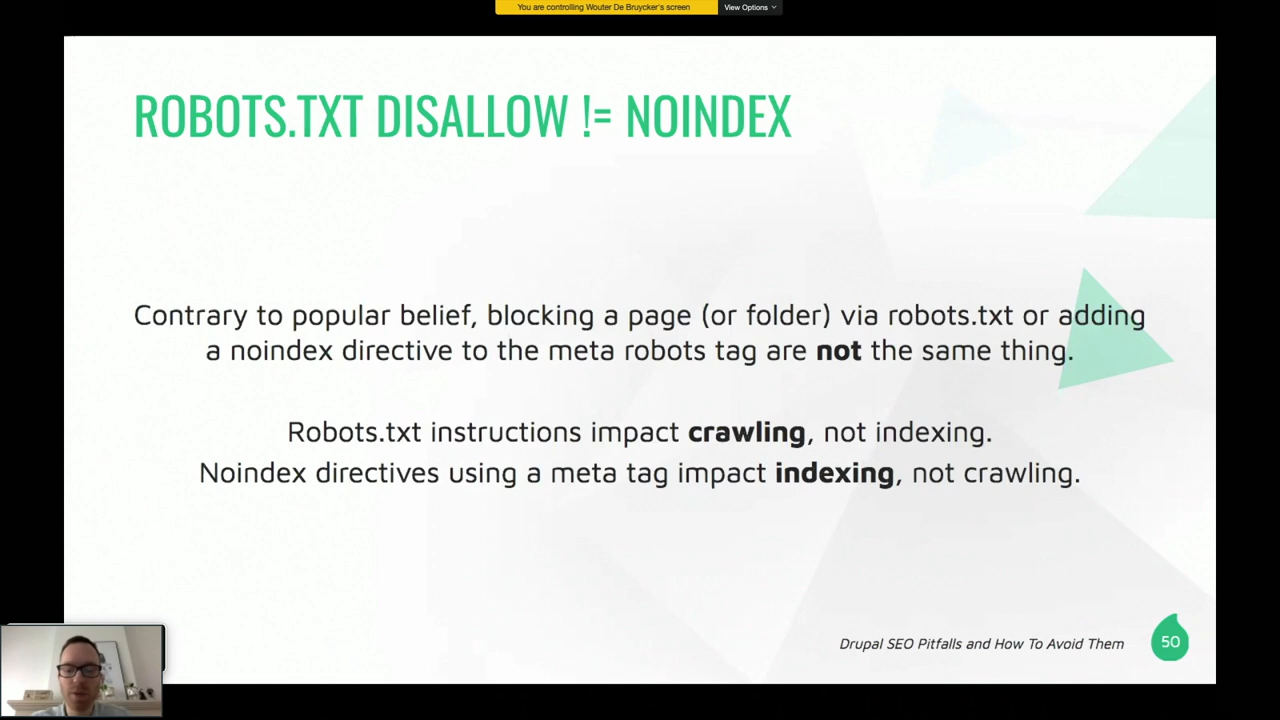 You are controlling Wouter De Bruycker's screen
View Options
ROBOTS.TXT DISALLOW != NOINDEX
Contrary to popular belief, blocking a page (or folder) via robots.txt or adding
a noindex directive to the meta robots tag are not the same thing.
Robots.txt instructions impact crawling, not indexing.
Noindex directives using a meta tag impact indexing, not crawling.
Drupal SEO Pitfalls and How To Avoid Them
50